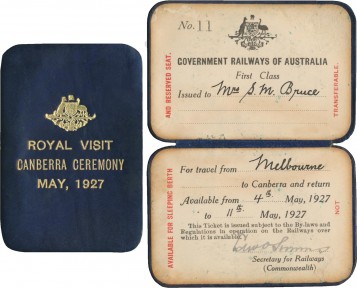 ROYAL VISIT
CANBERRA CEREMONY
MAY, 1927
No. 11
GOVERNMENT RAILWAYS OF AUSTRALIA
First Class
Issued to Mrs S. M. Bruce
AND RESERVED SEAT.
TRANSFERABLE.
For travel from Melbourne
to Canberra and return
Available from 4th May, 1927
to 11th May, 1927
This Ticket is issued subject to the By-laws and
Regulations in operation on the Railways over
which it is available.
Secretary for Railways
(Commonwealth)
AVAILABLE FOR SLEEPING BERTH
NOT